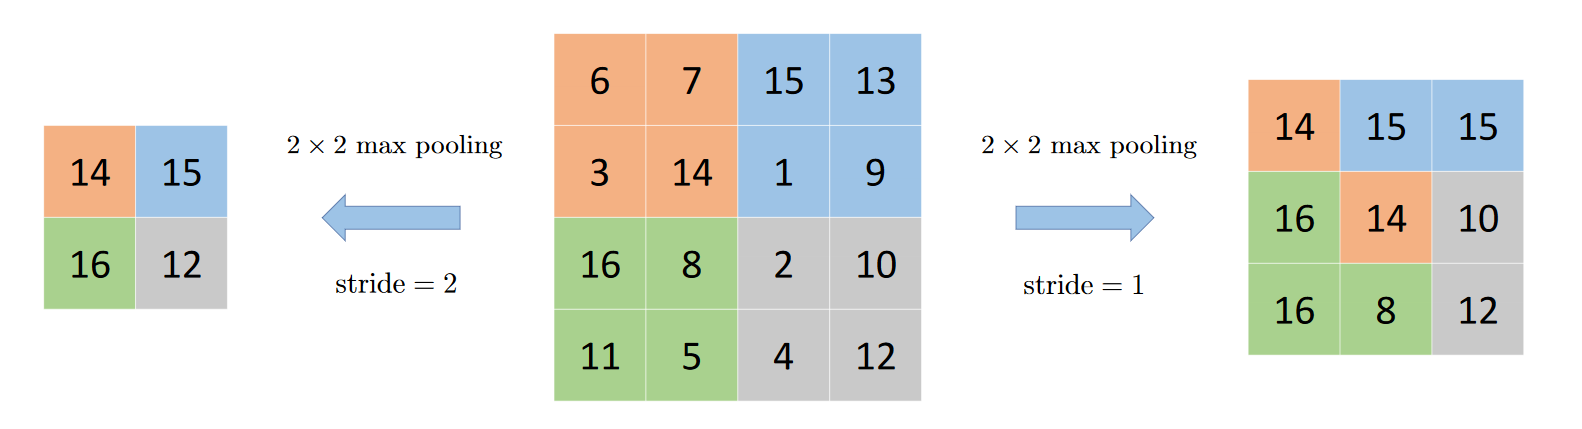 14 15
16 12
2 × 2 max pooling
stride = 2
6 7 15 13
3 14 1 9
16 8 2 10
11 5 4 12
2 × 2 max pooling
stride = 1
14 15 15
16 14 10
16 8 12